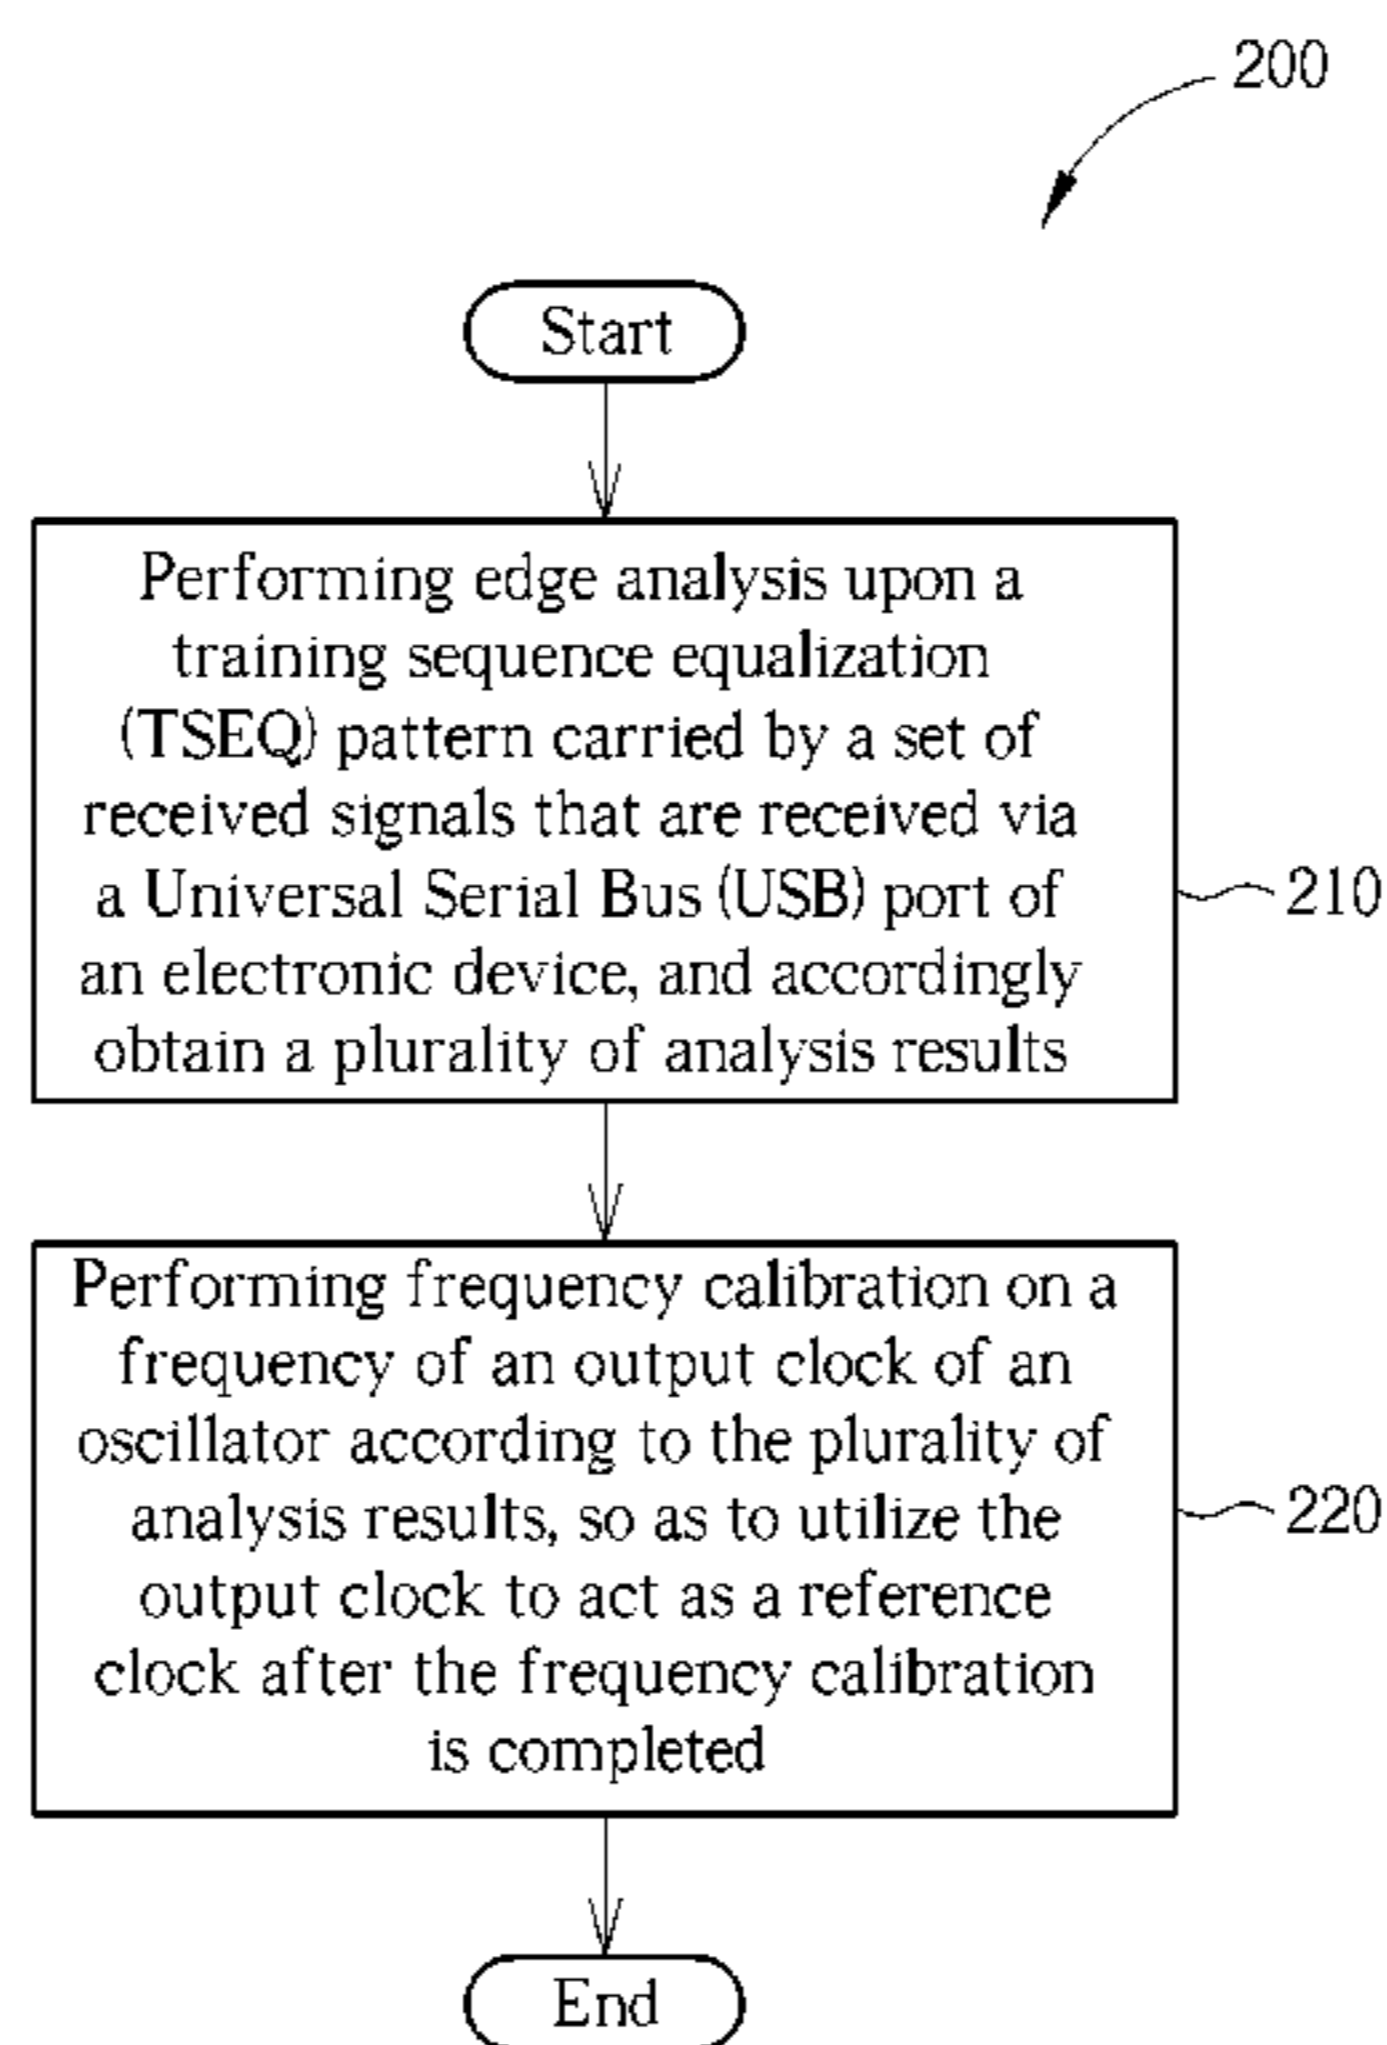 200
Start
Performing edge analysis upon a
training sequence equalization
(TSEQ) pattern carried by a set of
received signals that are received via
a Universal Serial Bus (USB) port of
an electronic device, and accordingly
obtain a plurality of analysis results
210
Performing frequency calibration on a
frequency of an output clock of an
oscillator according to the plurality of
analysis results, so as to utilize the
output clock to act as a reference
clock after the frequency calibration
is completed
220
End